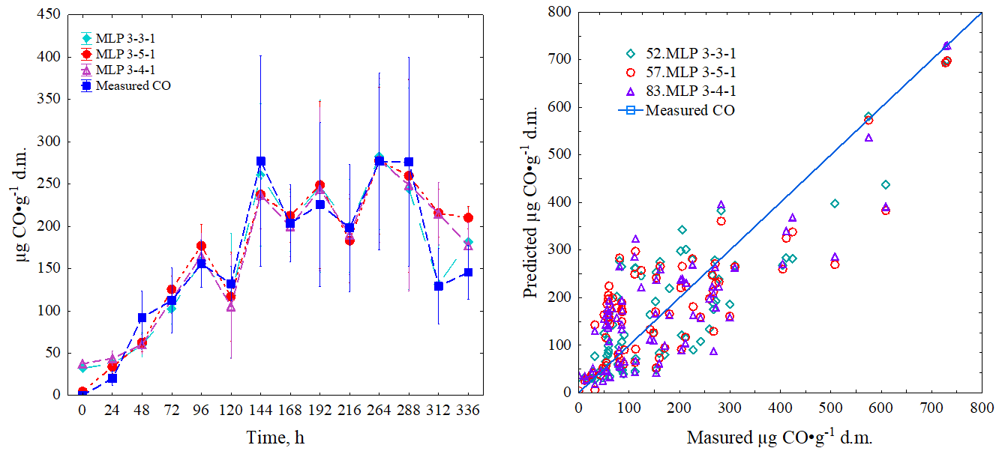 µg CO•g-1 d.m.
450
400
350
300
250
200
150
100
50
0
MLP 3-3-1
MLP 3-5-1
MLP 3-4-1
Measured CO
0 24 48 72 96 120 144 168 192 216 264 288 312 336
Time, h
Predicted µg CO•g-1 d.m.
800
700
600
500
400
300
200
100
0
52.MLP 3-3-1
57.MLP 3-5-1
83.MLP 3-4-1
Measured CO
0 100 200 300 400 500 600 700 800
Masured µg CO•g-1 d.m.